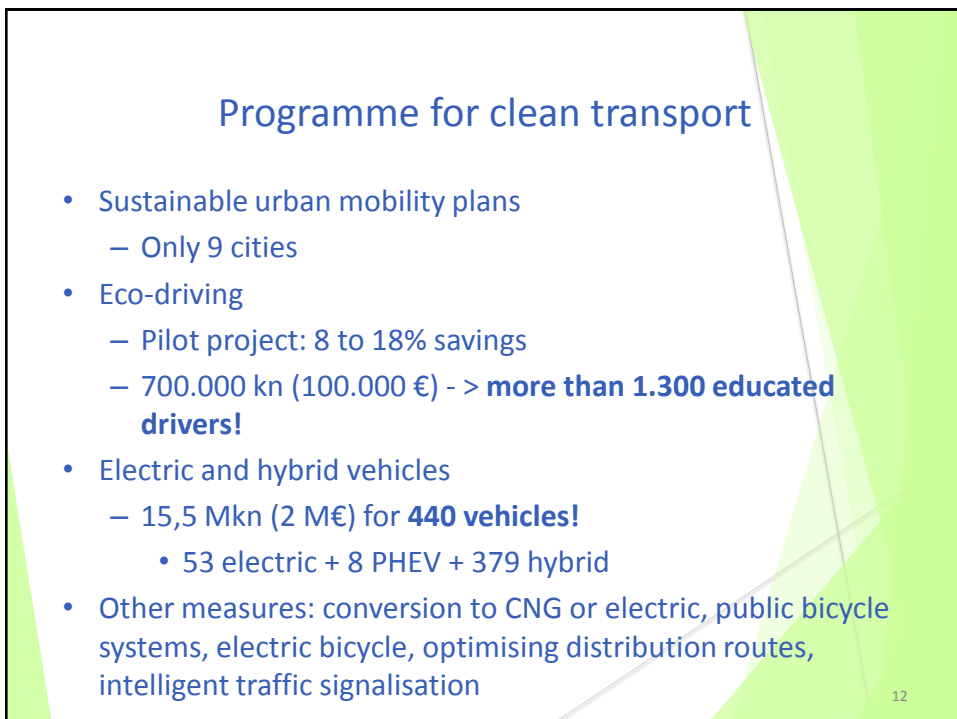 Programme for clean transport
• Sustainable urban mobility plans
– Only 9 cities
• Eco-driving
– Pilot project: 8 to 18% savings
– 700.000 kn (100.000 €) - > more than 1.300 educated
drivers!
• Electric and hybrid vehicles
– 15,5 Mkn (2 M€) for 440 vehicles!
• 53 electric + 8 PHEV + 379 hybrid
• Other measures: conversion to CNG or electric, public bicycle
systems, electric bicycle, optimising distribution routes,
intelligent traffic signalisation
12